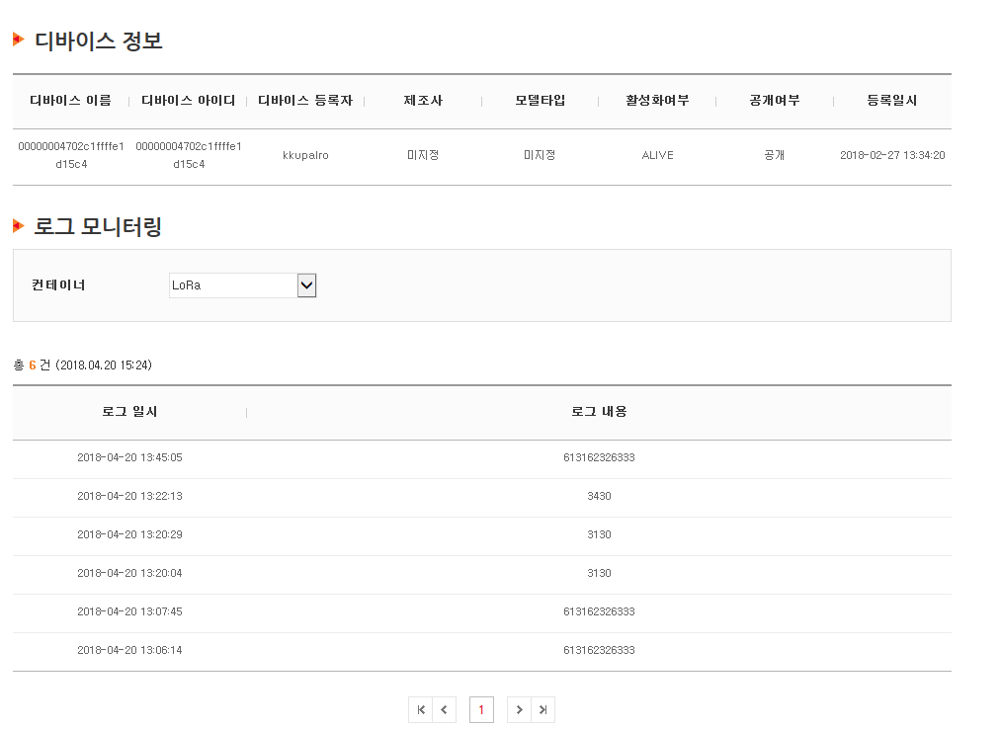 디바이스 정보
디바이스 이름 디바이스 아이디 디바이스 등록자 제조사 모델타입 활성화여부 공개여부 등록일시
00000004702c1ffffe1 00000004702c1ffffe1
d15c4 d15c4 kkupalro 미지정 미지정 ALIVE 공개 2018-02-27 13:34:20
로그 모니터링
컨테이너 LoRa
총 6 건 (2018.04.20 15:24)
로그 일시 로그 내용
2018-04-20 13:45:05 613162326333
2018-04-20 13:22:13 3430
2018-04-20 13:20:29 3130
2018-04-20 13:20:04 3130
2018-04-20 13:07:45 613162326333
2018-04-20 13:06:14 613162326333
1